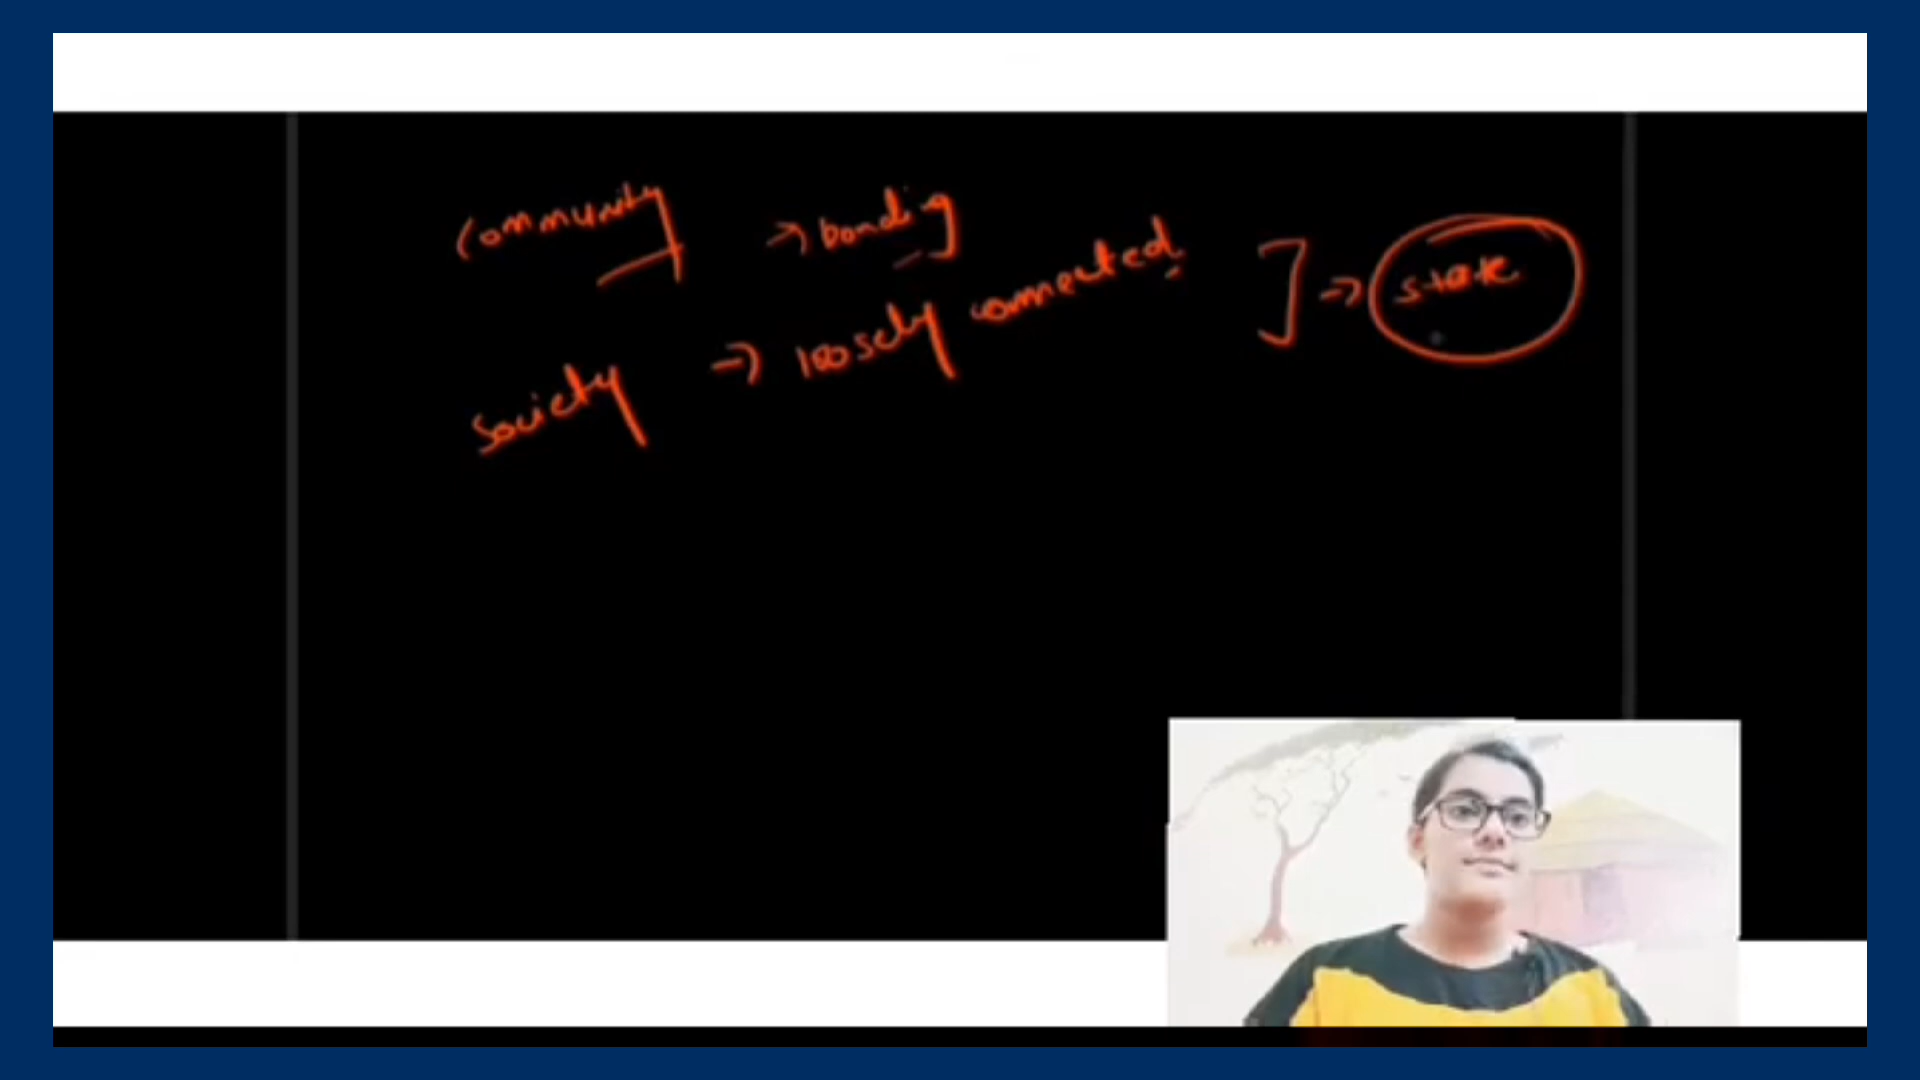 community → bonding
society → loosely connected ] → state